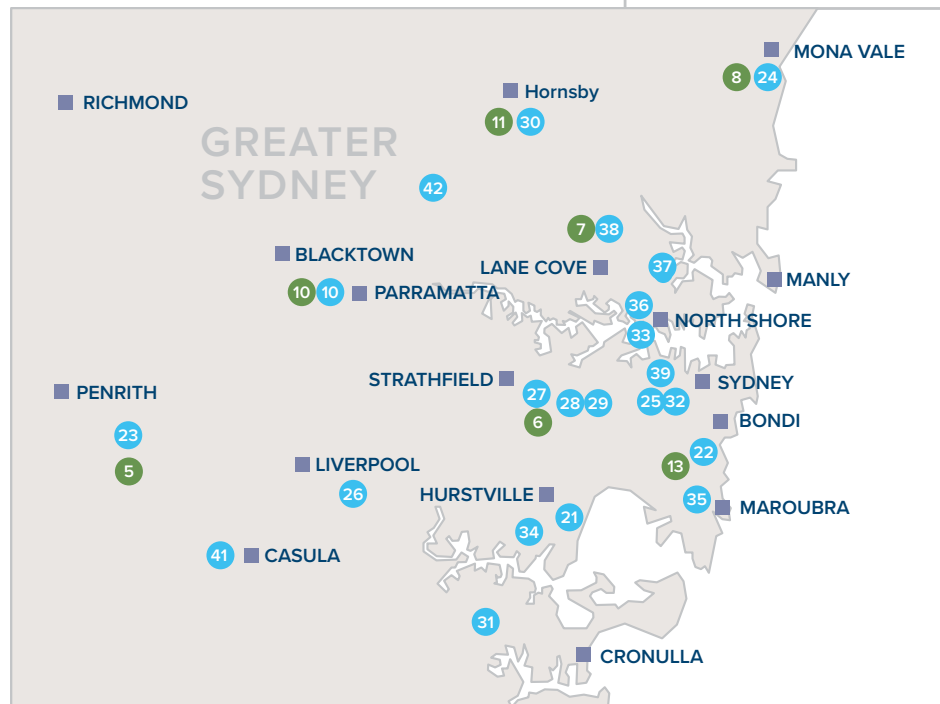 MONA VALE
8 24
Hornsby
RICHMOND
11 30
GREATER
SYDNEY
42
7 38
BLACKTOWN
LANE COVE
37
MANLY
10 10
PARRAMATTA
36
NORTH SHORE
33
39
STRATHFIELD
SYDNEY
PENRITH
27
28 29
25 32
6
BONDI
23
22
LIVERPOOL
13
5
26
HURSTVILLE
35
MAROUBRA
21
34
41
CASULA
31
CRONULLA